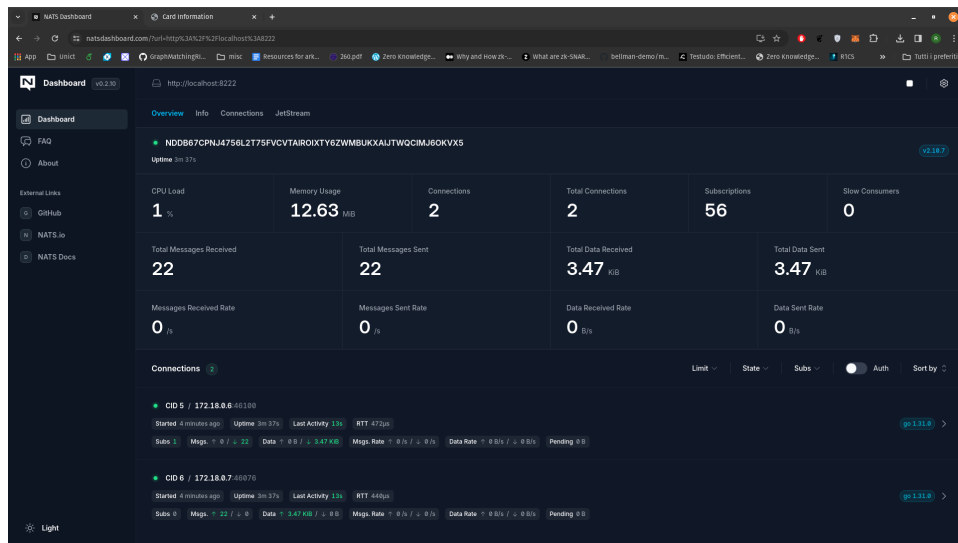 NATS Dashboard
Card Information
natsdashboard.com/?url=http%3A%2F%2Flocalhost%3A8222
App Unict GraphMatchingRi... misc Resources for ark... 260.pdf Zero Knowledge... Why and How zk-... What are zk-SNAR... bellman-demo/m... Testudo: Efficient... Zero Knowledge... R1CS » Tutti i preferiti
N Dashboard v0.2.10
http://localhost:8222
Dashboard
FAQ
About
External Links
G GitHub
N NATS.io
D NATS Docs
Light
Overview Info Connections JetStream
NDDB67CPNJ4756L2T75FVCVTAIROIXTY6ZWMBUKXAIJTWQCIMJ6OKVX5
Uptime 3m 37s
v2.10.7
CPU Load Memory Usage Connections Total Connections Subscriptions Slow Consumers
1 % 12.63 MiB 2 2 56 0
Total Messages Received Total Messages Sent Total Data Received Total Data Sent
22 22 3.47 KiB 3.47 KiB
Messages Received Rate Messages Sent Rate Data Received Rate Data Sent Rate
0 /s 0 /s 0 B/s 0 B/s
Connections 2 Limit State Subs Auth Sort by
CID 5 / 172.18.0.6:46100
Started 4 minutes ago Uptime 3m 37s Last Activity 13s RTT 472µs
go 1.31.0
Subs 1 Msgs. ↑ 0 / ↓ 22 Data ↑ 0 B / ↓ 3.47 KiB Msgs. Rate ↑ 0 /s / ↓ 0 /s Data Rate ↑ 0 B/s / ↓ 0 B/s Pending 0 B
CID 6 / 172.18.0.7:46076
Started 4 minutes ago Uptime 3m 37s Last Activity 13s RTT 440µs
go 1.31.0
Subs 0 Msgs. ↑ 22 / ↓ 0 Data ↑ 3.47 KiB / ↓ 0 B Msgs. Rate ↑ 0 /s / ↓ 0 /s Data Rate ↑ 0 B/s / ↓ 0 B/s Pending 0 B